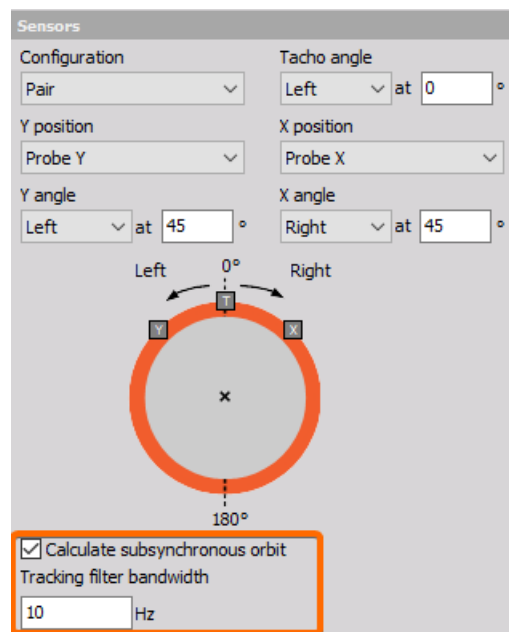 Sensors
Configuration Tacho angle
Pair Left at 0 °
Y position X position
Probe Y Probe X
Y angle X angle
Left at 45 ° Right at 45 °
Left 0° Right
T
Y X
180°
Calculate subsynchronous orbit
Tracking filter bandwidth
10 Hz